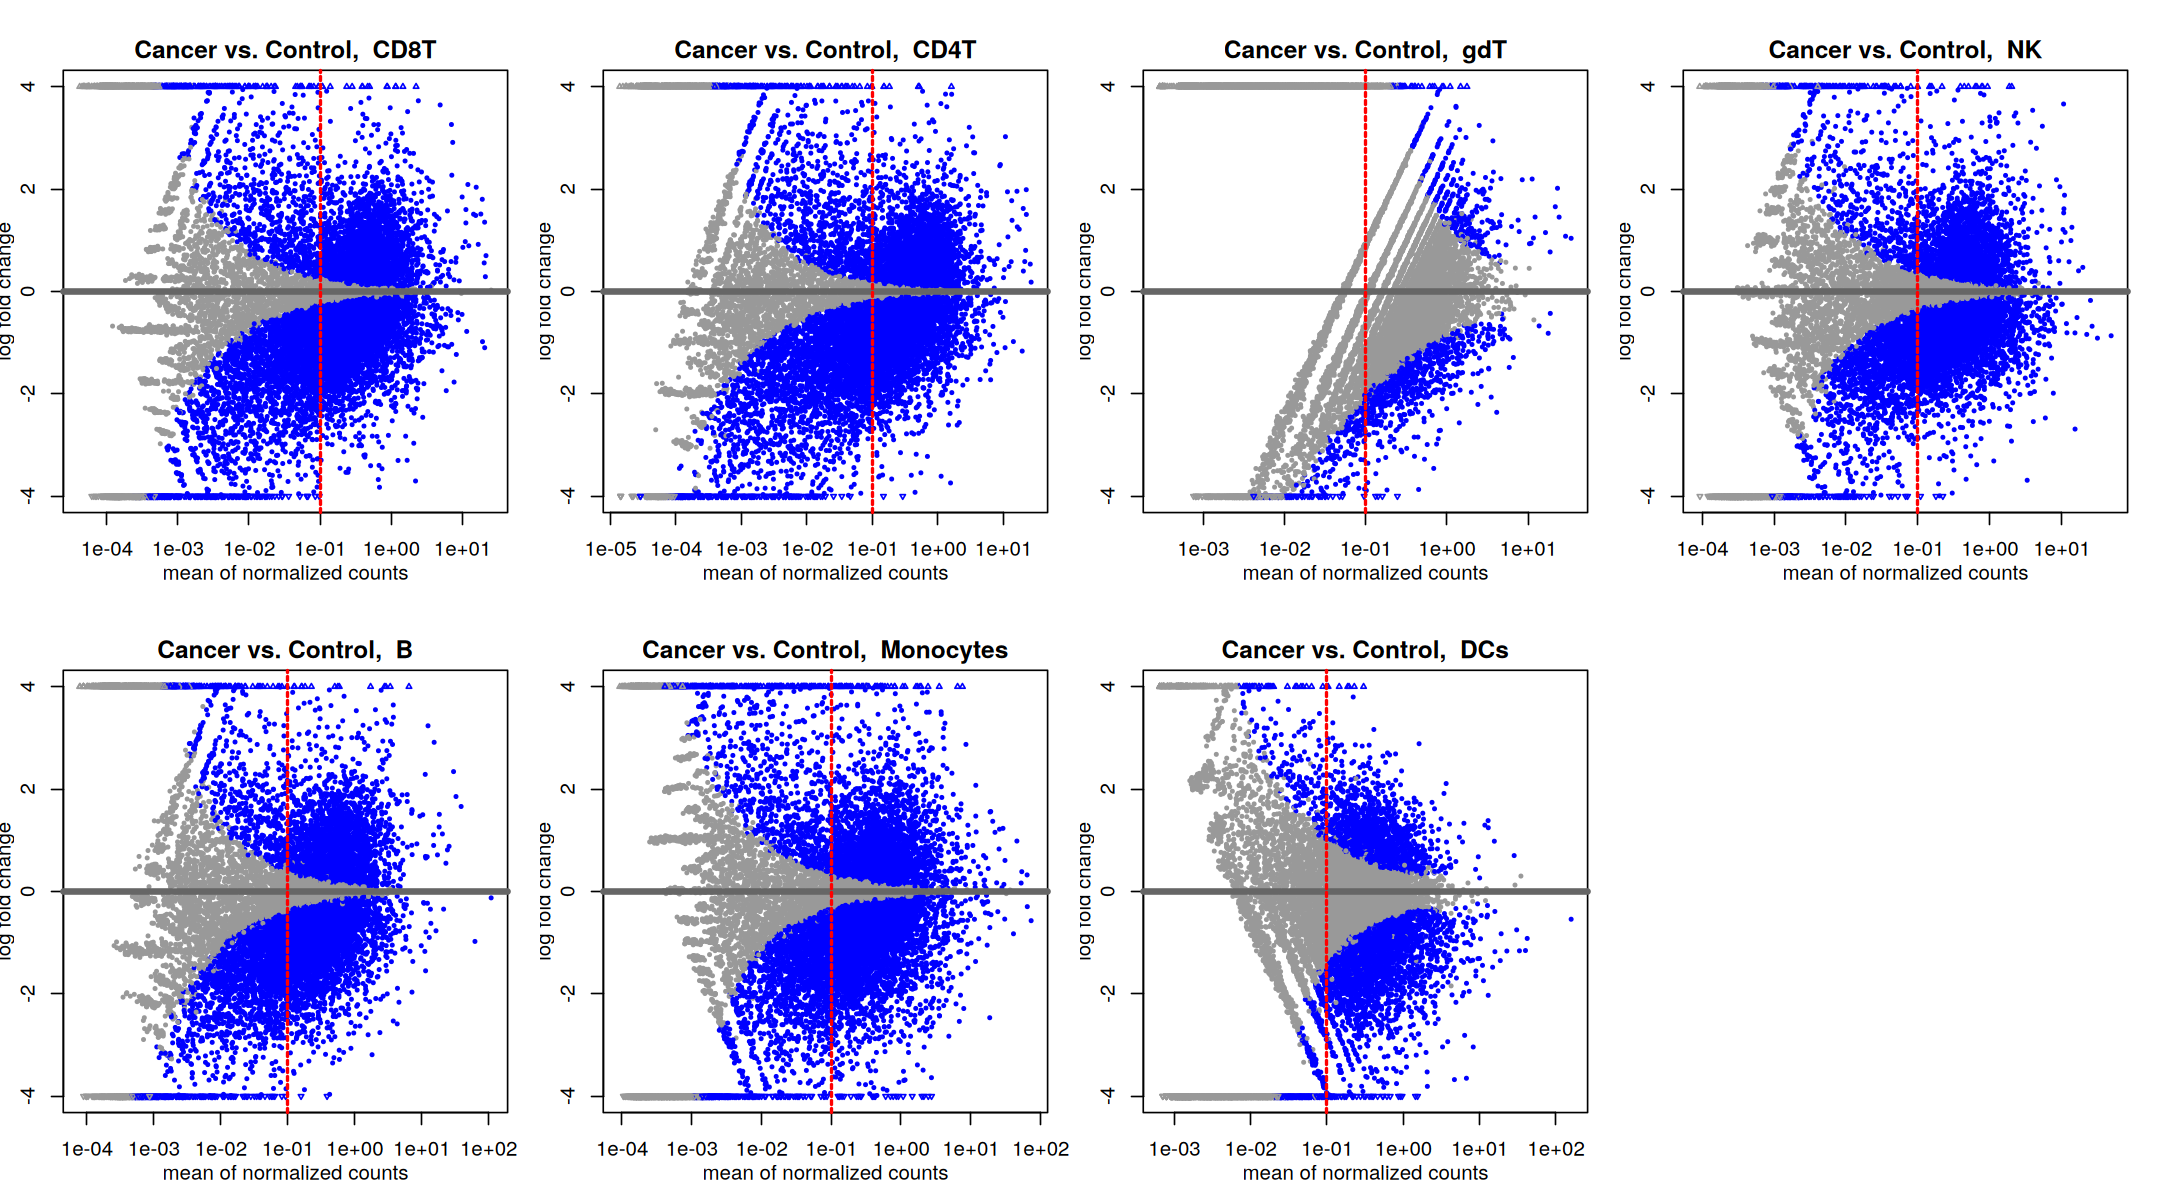 Cancer vs. Control, CD8T
4
2
0
-2
-4
log fold change
1e-04 1e-03 1e-02 1e-01 1e+00 1e+01
mean of normalized counts
Cancer vs. Control, CD4T
4
2
0
-2
-4
log fold change
1e-05 1e-04 1e-03 1e-02 1e-01 1e+00 1e+01
mean of normalized counts
Cancer vs. Control, gdT
4
2
0
-2
-4
log fold change
1e-03 1e-02 1e-01 1e+00 1e+01
mean of normalized counts
Cancer vs. Control, NK
4
2
0
-2
-4
log fold change
1e-04 1e-03 1e-02 1e-01 1e+00 1e+01
mean of normalized counts
Cancer vs. Control, B
4
2
0
-2
-4
log fold change
1e-04 1e-03 1e-02 1e-01 1e+00 1e+01 1e+02
mean of normalized counts
Cancer vs. Control, Monocytes
4
2
0
-2
-4
log fold change
1e-04 1e-03 1e-02 1e-01 1e+00 1e+01 1e+02
mean of normalized counts
Cancer vs. Control, DCs
4
2
0
-2
-4
log fold change
1e-03 1e-02 1e-01 1e+00 1e+01 1e+02
mean of normalized counts